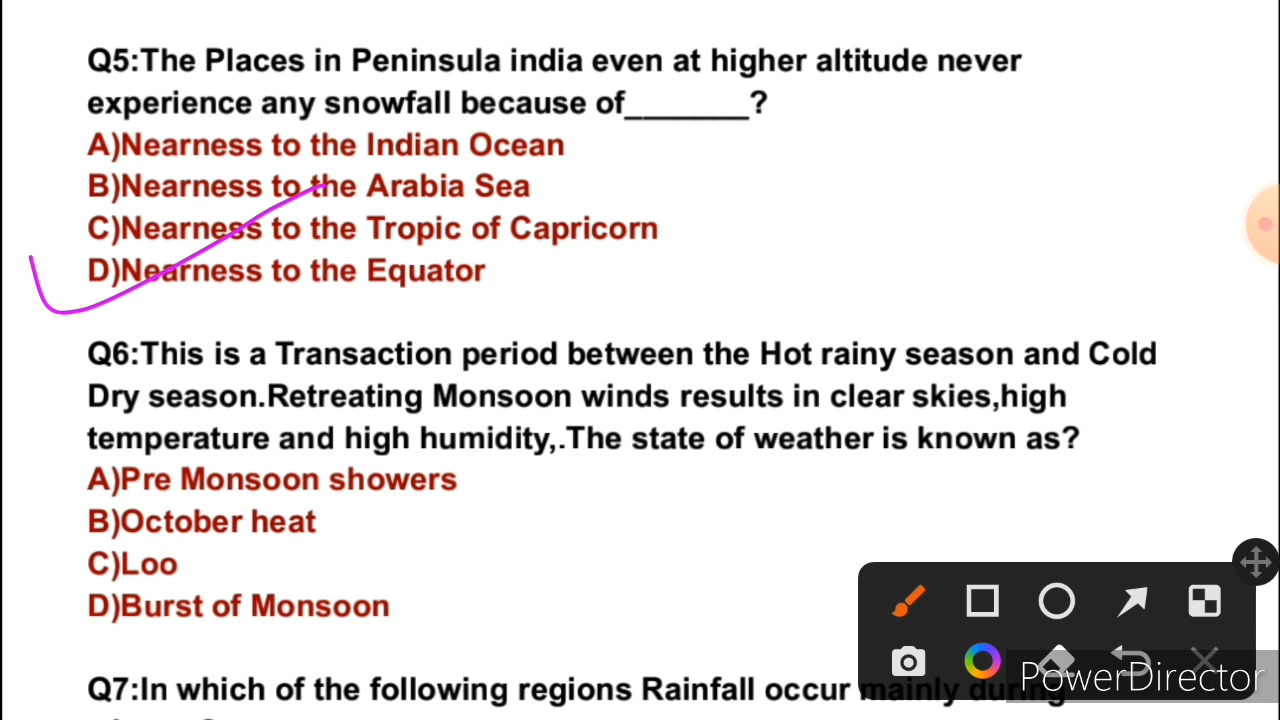 Q5:The Places in Peninsula india even at higher altitude never
experience any snowfall because of_______?
A)Nearness to the Indian Ocean
B)Nearness to the Arabia Sea
C)Nearness to the Tropic of Capricorn
D)Nearness to the Equator
Q6:This is a Transaction period between the Hot rainy season and Cold
Dry season.Retreating Monsoon winds results in clear skies,high
temperature and high humidity,.The state of weather is known as?
A)Pre Monsoon showers
B)October heat
C)Loo
D)Burst of Monsoon
Q7:In which of the following regions Rainfall occur mainly during
PowerDirector